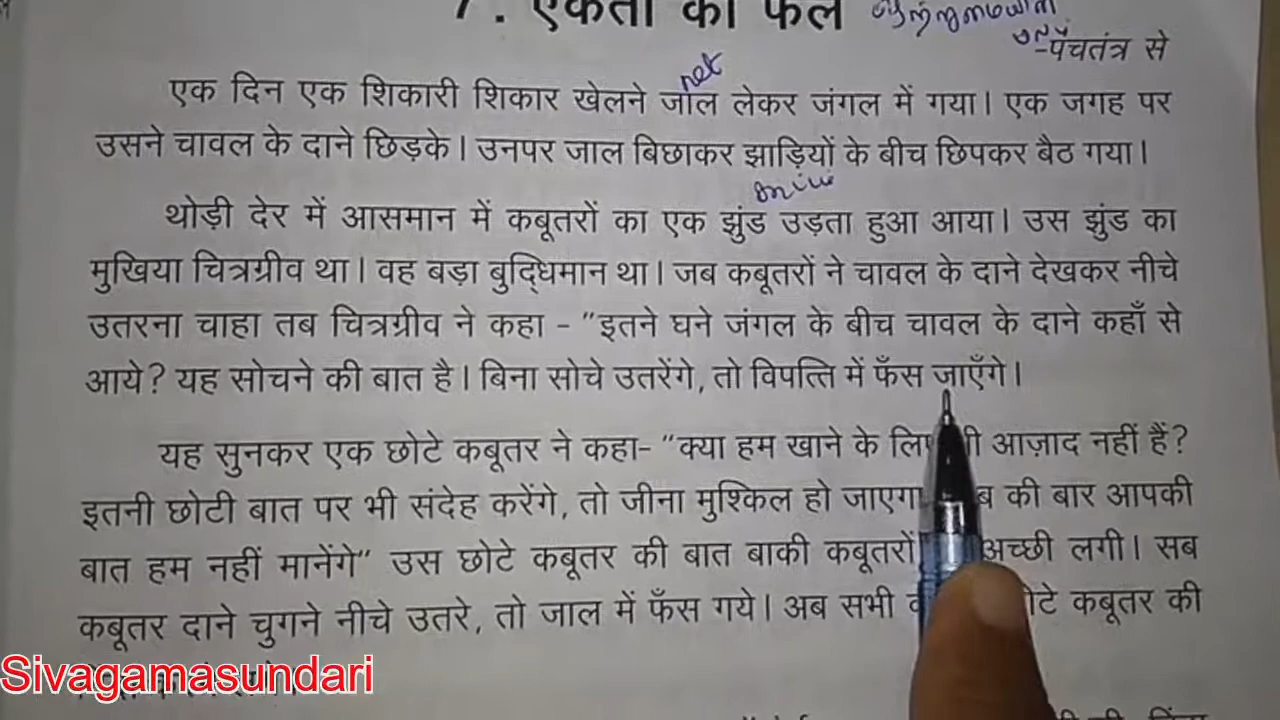 7. एकता का फल
-पंचतंत्र से
net
एक दिन एक शिकारी शिकार खेलने जाल लेकर जंगल में गया। एक जगह पर
उसने चावल के दाने छिड़के। उनपर जाल बिछाकर झाड़ियों के बीच छिपकर बैठ गया।
थोड़ी देर में आसमान में कबूतरों का एक झुंड उड़ता हुआ आया। उस झुंड का
मुखिया चित्रग्रीव था। वह बड़ा बुद्धिमान था। जब कबूतरों ने चावल के दाने देखकर नीचे
उतरना चाहा तब चित्रग्रीव ने कहा - "इतने घने जंगल के बीच चावल के दाने कहाँ से
आये? यह सोचने की बात है। बिना सोचे उतरेंगे, तो विपत्ति में फँस जाएँगे।
यह सुनकर एक छोटे कबूतर ने कहा- "क्या हम खाने के आज़ाद नहीं हैं?
इतनी छोटी बात पर भी संदेह करेंगे, तो जीना मुश्किल हो की बार आपकी
बात हम नहीं मानेंगे" उस छोटे कबूतर की बात बाकी कबूतरों अच्छी लगी। सब
कबूतर दाने चुगने नीचे उतरे, तो जाल में फँस गये। अब सभी कबूतर की
Sivagamasundari